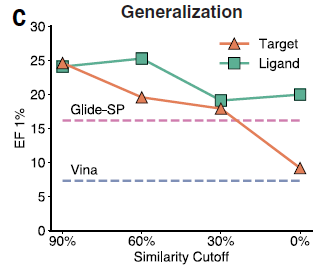 C
Generalization
Target
Ligand
Glide-SP
Vina
EF 1%
30
25
20
15
10
5
0
90%
60%
30%
0%
Similarity Cutoff